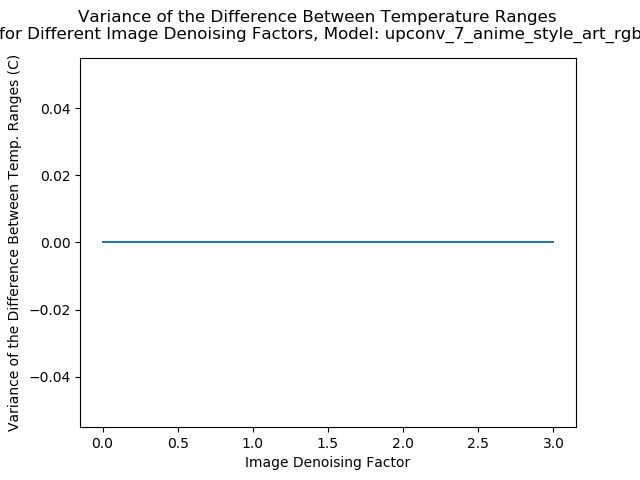 Variance of the Difference Between Temperature Ranges
for Different Image Denoising Factors, Model: upconv_7_anime_style_art_rgb
Variance of the Difference Between Temp. Ranges (C)
0.04
0.02
0.00
−0.02
−0.04
0.0 0.5 1.0 1.5 2.0 2.5 3.0
Image Denoising Factor